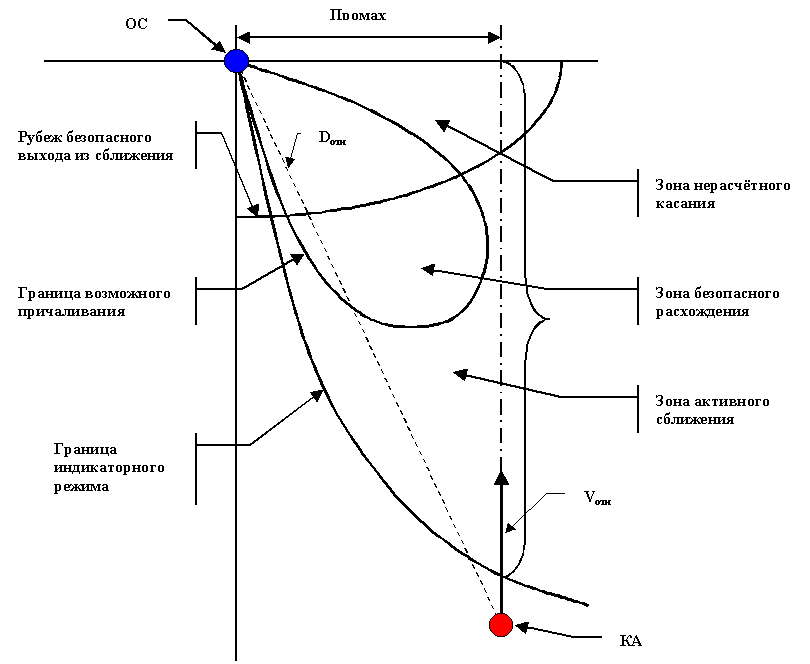 Промах
ОС
Рубеж безопасного
выхода из сближения
Dотн
Зона нерасчётного
касания
Граница возможного
причаливания
Зона безопасного
расхождения
Зона активного
сближения
Граница
индикаторного
режима
Vотн
КА